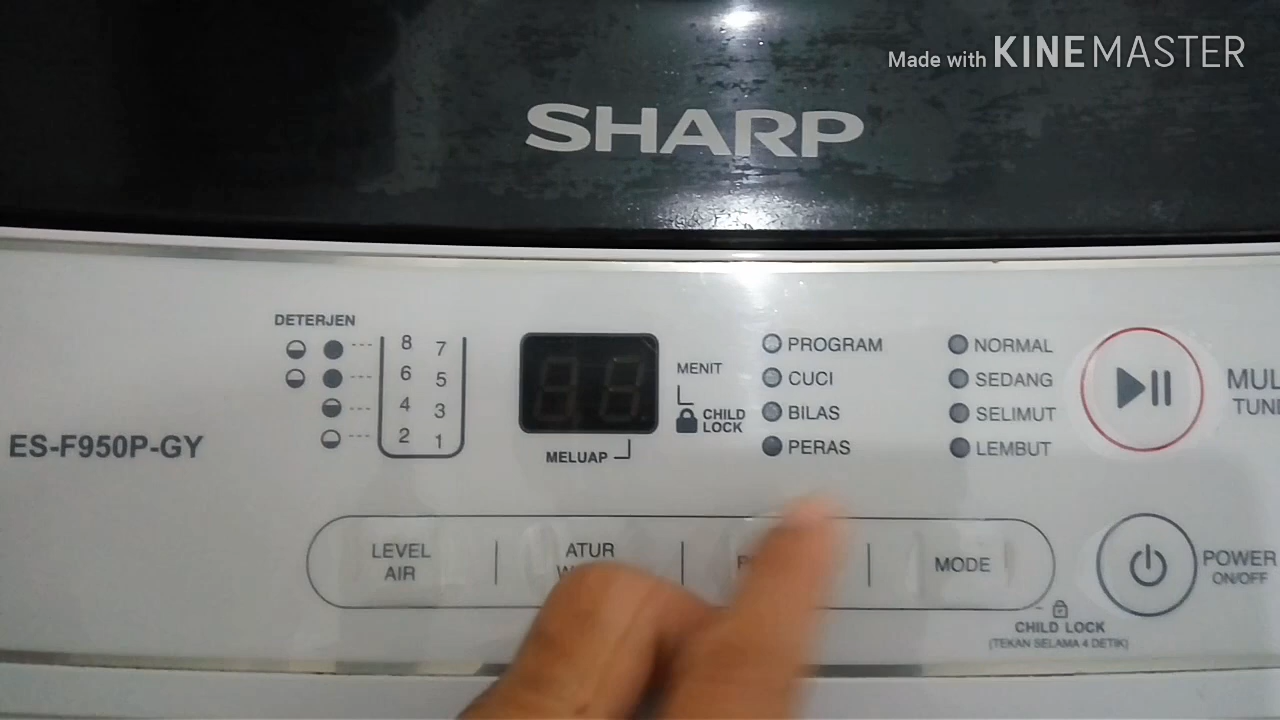 Made with KINEMASTER
SHARP
DETERJEN
8 7
6 5
4 3
2 1
ES-F950P-GY
MENIT
CHILD
LOCK
MELUAP
PROGRAM
CUCI
BILAS
PERAS
NORMAL
SEDANG
SELIMUT
LEMBUT
LEVEL
AIR
ATUR
MODE
POWER
ON/OFF
CHILD LOCK
(TEKAN SELAMA 4 DETIK)